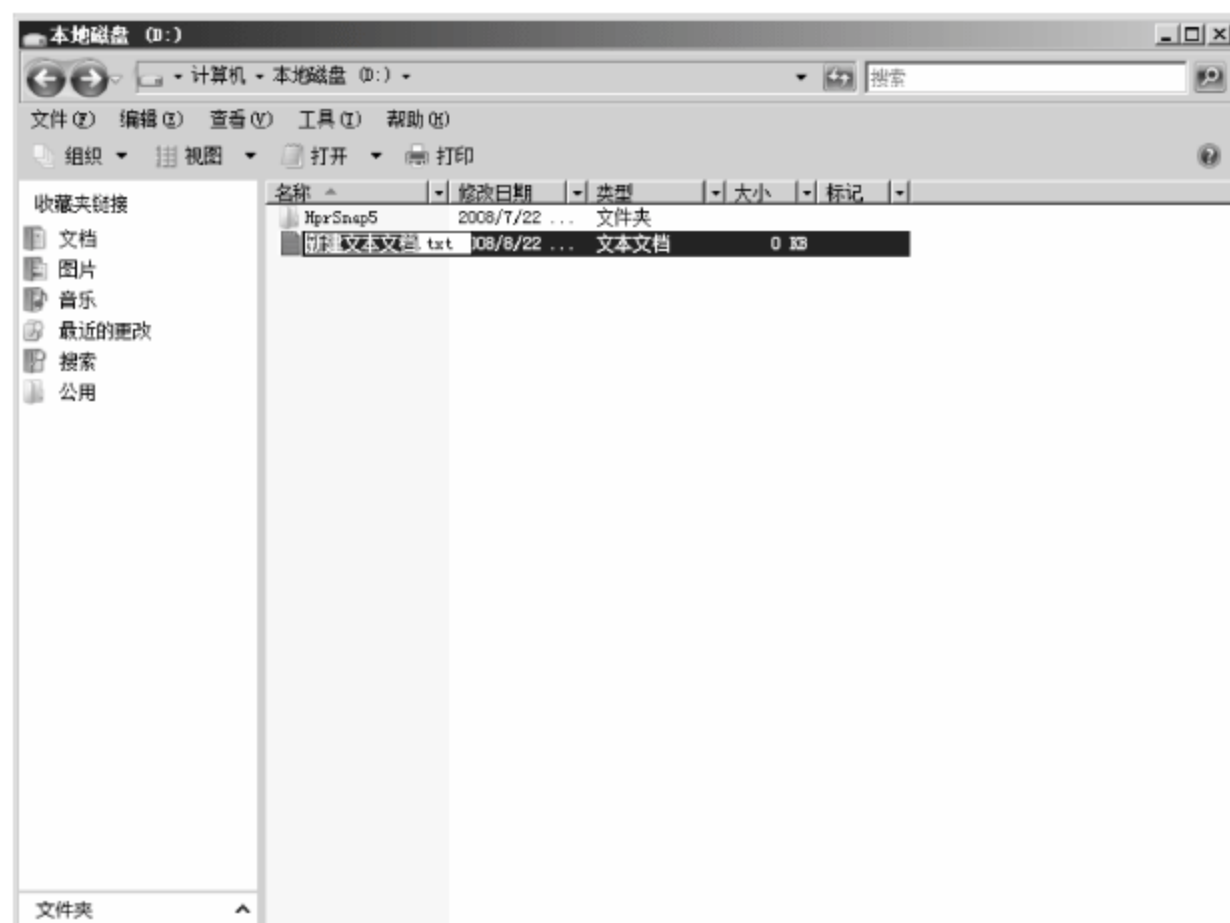 本地磁盘 (D:)
计算机 本地磁盘 (D:) 搜索
文件(F) 编辑(E) 查看(V) 工具(T) 帮助(H)
组织 视图 打开 打印
收藏夹链接
文档
图片
音乐
最近的更改
搜索
公用
文件夹
名称 修改日期 类型 大小 标记
HprSnap5 2008/7/22 ... 文件夹
新建文本文档.txt 008/8/22 ... 文本文档 0 KB